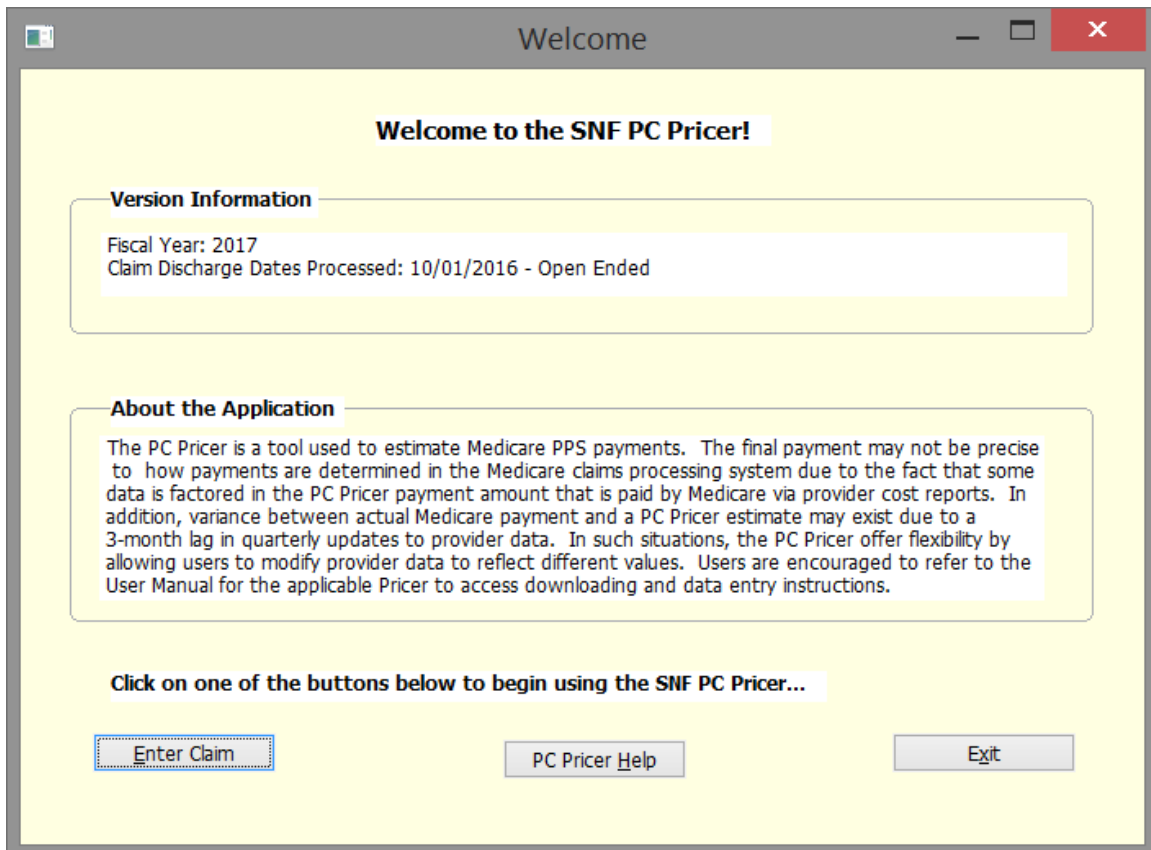 Welcome
Welcome to the SNF PC Pricer!
Version Information
Fiscal Year: 2017
Claim Discharge Dates Processed: 10/01/2016 - Open Ended
About the Application
The PC Pricer is a tool used to estimate Medicare PPS payments.  The final payment may not be precise
to  how payments are determined in the Medicare claims processing system due to the fact that some
data is factored in the PC Pricer payment amount that is paid by Medicare via provider cost reports.  In
addition, variance between actual Medicare payment and a PC Pricer estimate may exist due to a
3-month lag in quarterly updates to provider data.  In such situations, the PC Pricer offer flexibility by
allowing users to modify provider data to reflect different values.  Users are encouraged to refer to the
User Manual for the applicable Pricer to access downloading and data entry instructions.
Click on one of the buttons below to begin using the SNF PC Pricer...
Enter Claim
PC Pricer Help
Exit